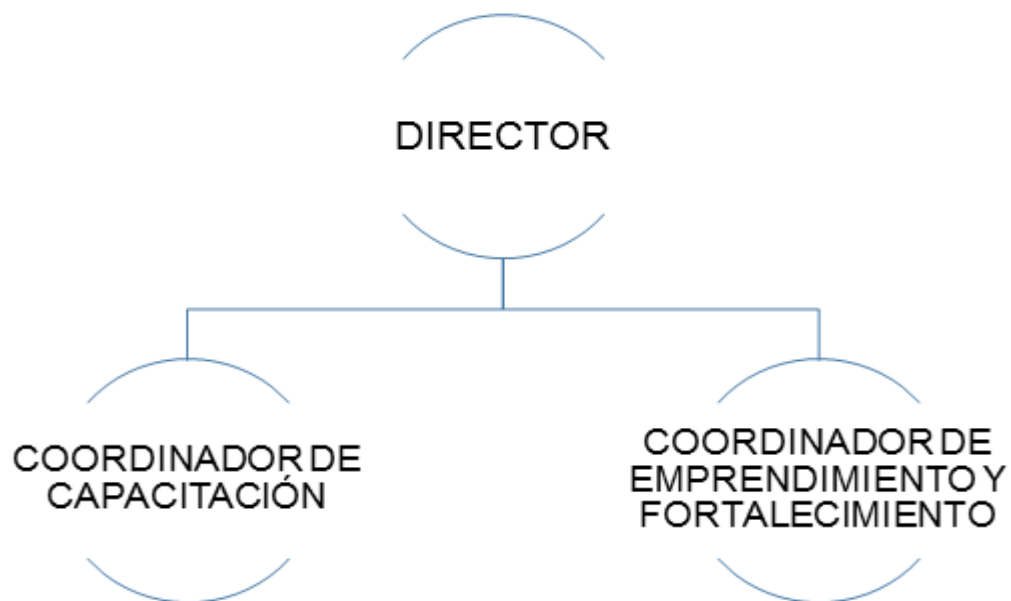 DIRECTOR
COORDINADOR DE
CAPACITACIÓN
COORDINADOR DE
EMPRENDIMIENTO Y
FORTALECIMIENTO